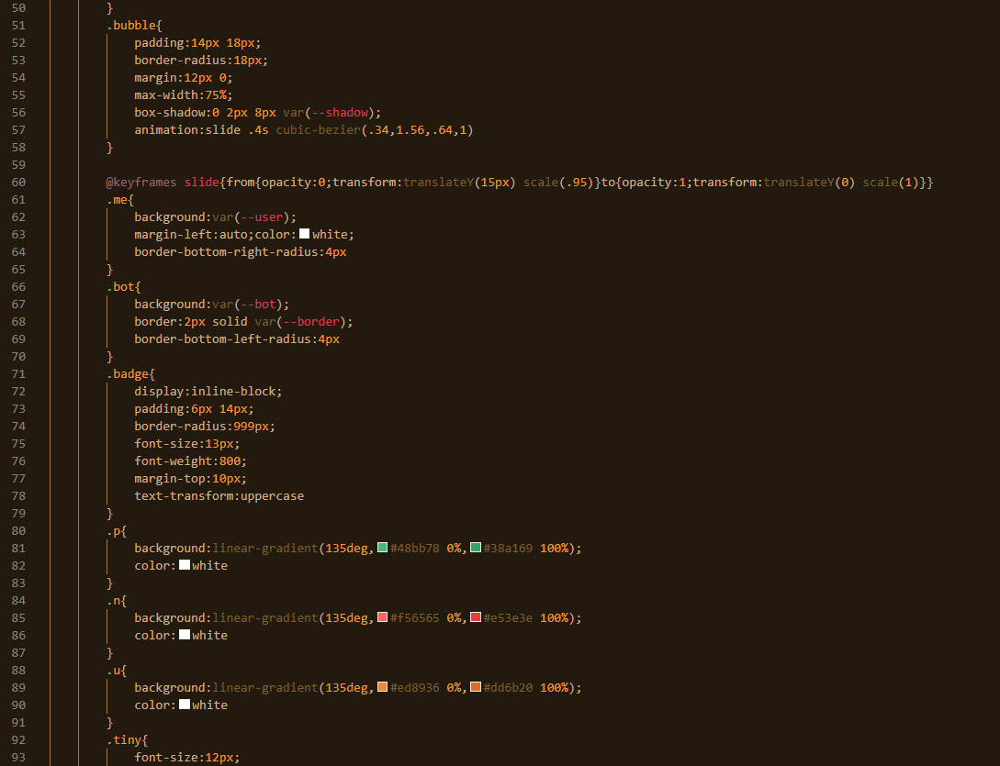 50 }
51 .bubble{
52 padding:14px 18px;
53 border-radius:18px;
54 margin:12px 0;
55 max-width:75%;
56 box-shadow:0 2px 8px var(--shadow);
57 animation:slide .4s cubic-bezier(.34,1.56,.64,1)
58 }
59
60 @keyframes slide{from{opacity:0;transform:translateY(15px) scale(.95)}to{opacity:1;transform:translateY(0) scale(1)}}
61 .me{
62 background:var(--user);
63 margin-left:auto;color:white;
64 border-bottom-right-radius:4px
65 }
66 .bot{
67 background:var(--bot);
68 border:2px solid var(--border);
69 border-bottom-left-radius:4px
70 }
71 .badge{
72 display:inline-block;
73 padding:6px 14px;
74 border-radius:999px;
75 font-size:13px;
76 font-weight:800;
77 margin-top:10px;
78 text-transform:uppercase
79 }
80 .p{
81 background:linear-gradient(135deg,#48bb78 0%,#38a169 100%);
82 color:white
83 }
84 .n{
85 background:linear-gradient(135deg,#f56565 0%,#e53e3e 100%);
86 color:white
87 }
88 .u{
89 background:linear-gradient(135deg,#ed8936 0%,#dd6b20 100%);
90 color:white
91 }
92 .tiny{
93 font-size:12px;